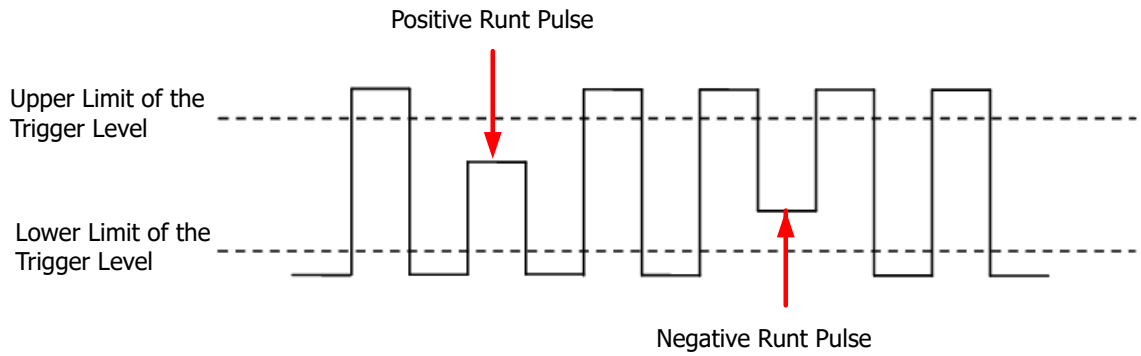 Positive Runt Pulse
Upper Limit of the
Trigger Level
Lower Limit of the
Trigger Level
Negative Runt Pulse